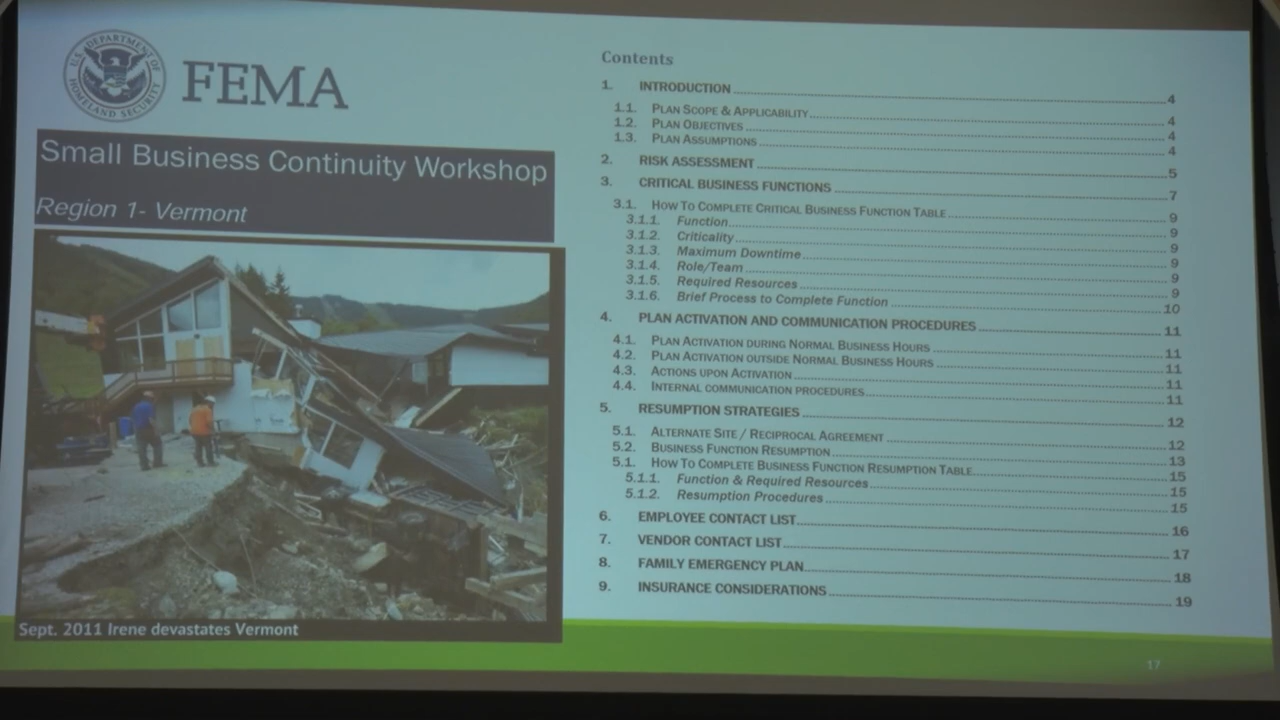 U.S. DEPARTMENT OF
HOMELAND SECURITY
FEMA
Small Business Continuity Workshop
Region 1- Vermont
Sept. 2011 Irene devastates Vermont
Contents
1. INTRODUCTION 4
1.1. PLAN SCOPE & APPLICABILITY 4
1.2. PLAN OBJECTIVES 4
1.3. PLAN ASSUMPTIONS 4
2. RISK ASSESSMENT 5
3. CRITICAL BUSINESS FUNCTIONS 7
3.1. HOW TO COMPLETE CRITICAL BUSINESS FUNCTION TABLE 9
3.1.1. Function 9
3.1.2. Criticality 9
3.1.3. Maximum Downtime 9
3.1.4. Role/Team 9
3.1.5. Required Resources 9
3.1.6. Brief Process to Complete Function 10
4. PLAN ACTIVATION AND COMMUNICATION PROCEDURES 11
4.1. PLAN ACTIVATION DURING NORMAL BUSINESS HOURS 11
4.2. PLAN ACTIVATION OUTSIDE NORMAL BUSINESS HOURS 11
4.3. ACTIONS UPON ACTIVATION 11
4.4. INTERNAL COMMUNICATION PROCEDURES 11
5. RESUMPTION STRATEGIES 12
5.1. ALTERNATE SITE / RECIPROCAL AGREEMENT 12
5.2. BUSINESS FUNCTION RESUMPTION 13
5.1. HOW TO COMPLETE BUSINESS FUNCTION RESUMPTION TABLE 15
5.1.1. Function & Required Resources 15
5.1.2. Resumption Procedures 15
6. EMPLOYEE CONTACT LIST 16
7. VENDOR CONTACT LIST 17
8. FAMILY EMERGENCY PLAN 18
9. INSURANCE CONSIDERATIONS 19
17